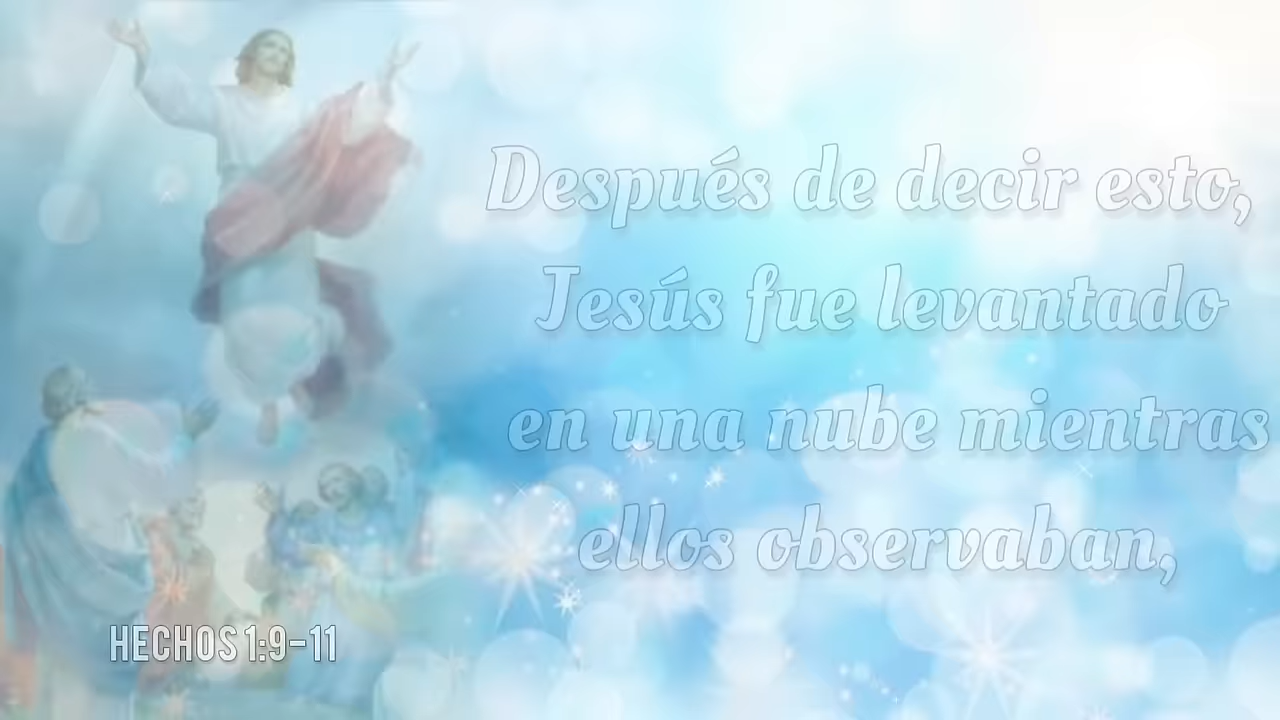 Después de decir esto,
Jesús fue levantado
en una nube mientras
ellos observaban,
HECHOS 1:9-11